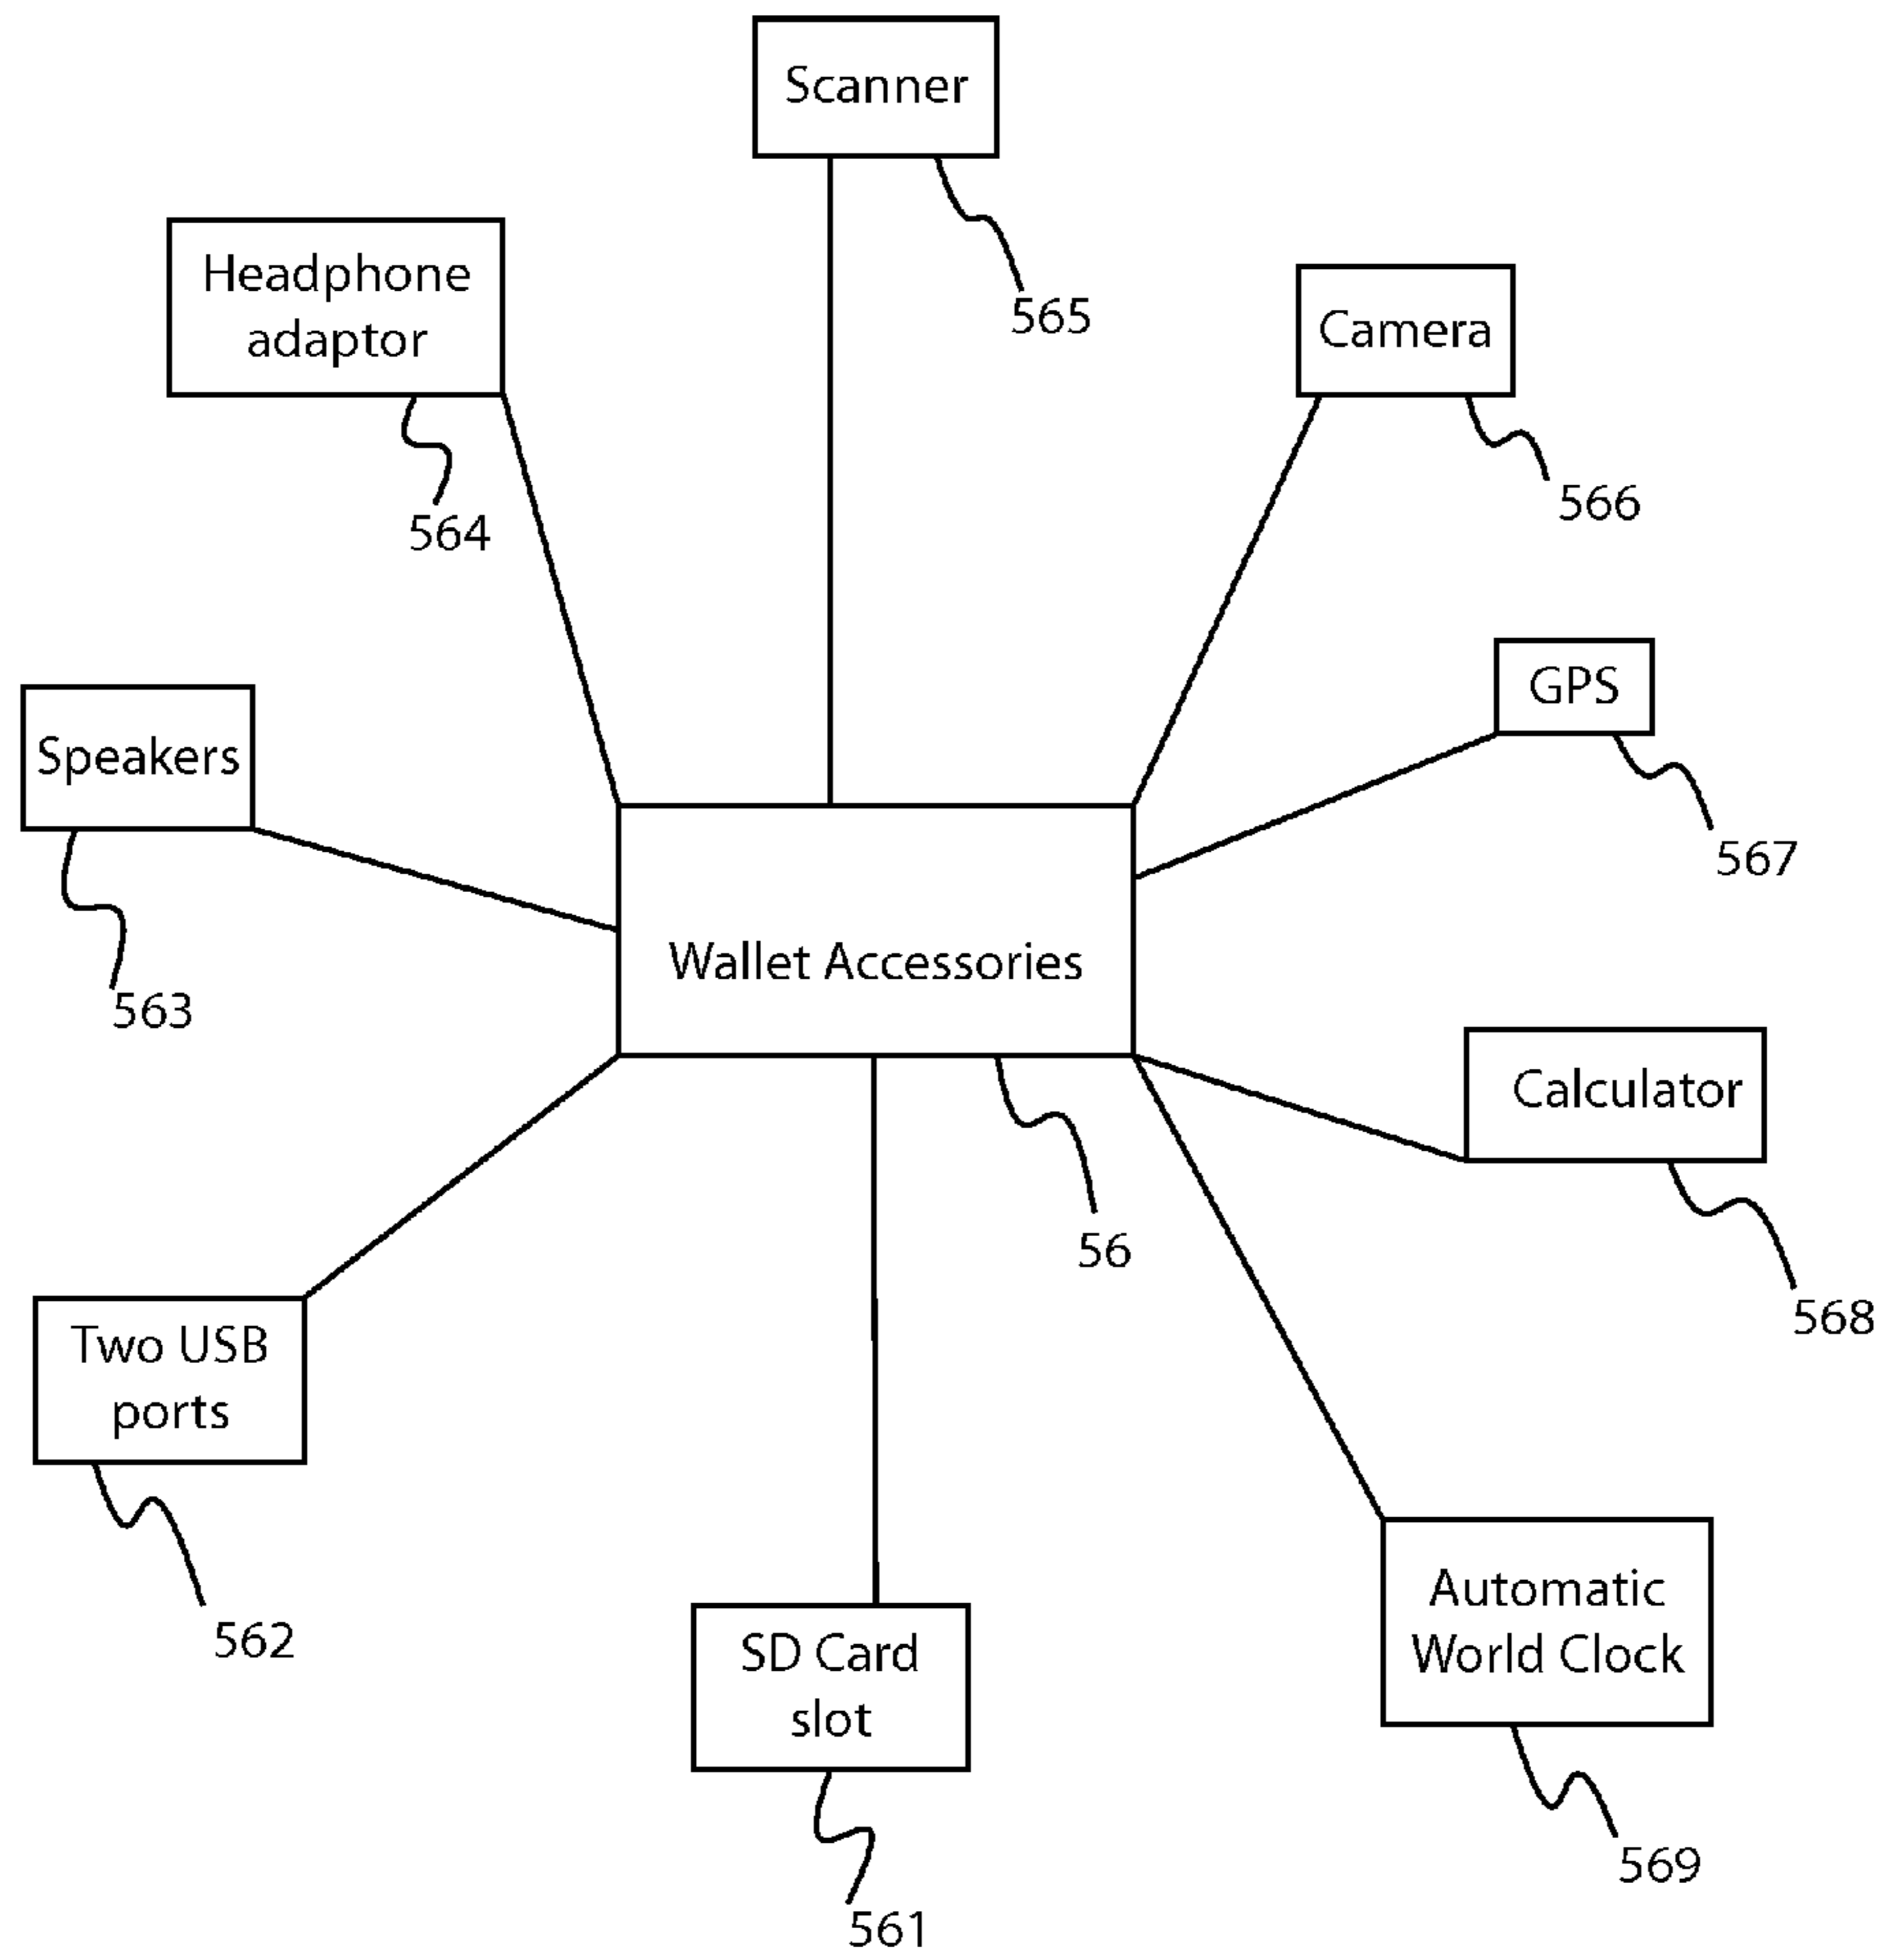 Scanner
565
Headphone
adaptor
564
Camera
566
GPS
567
Speakers
563
Wallet Accessories
56
Calculator
568
Two USB
ports
562
SD Card
slot
561
Automatic
World Clock
569